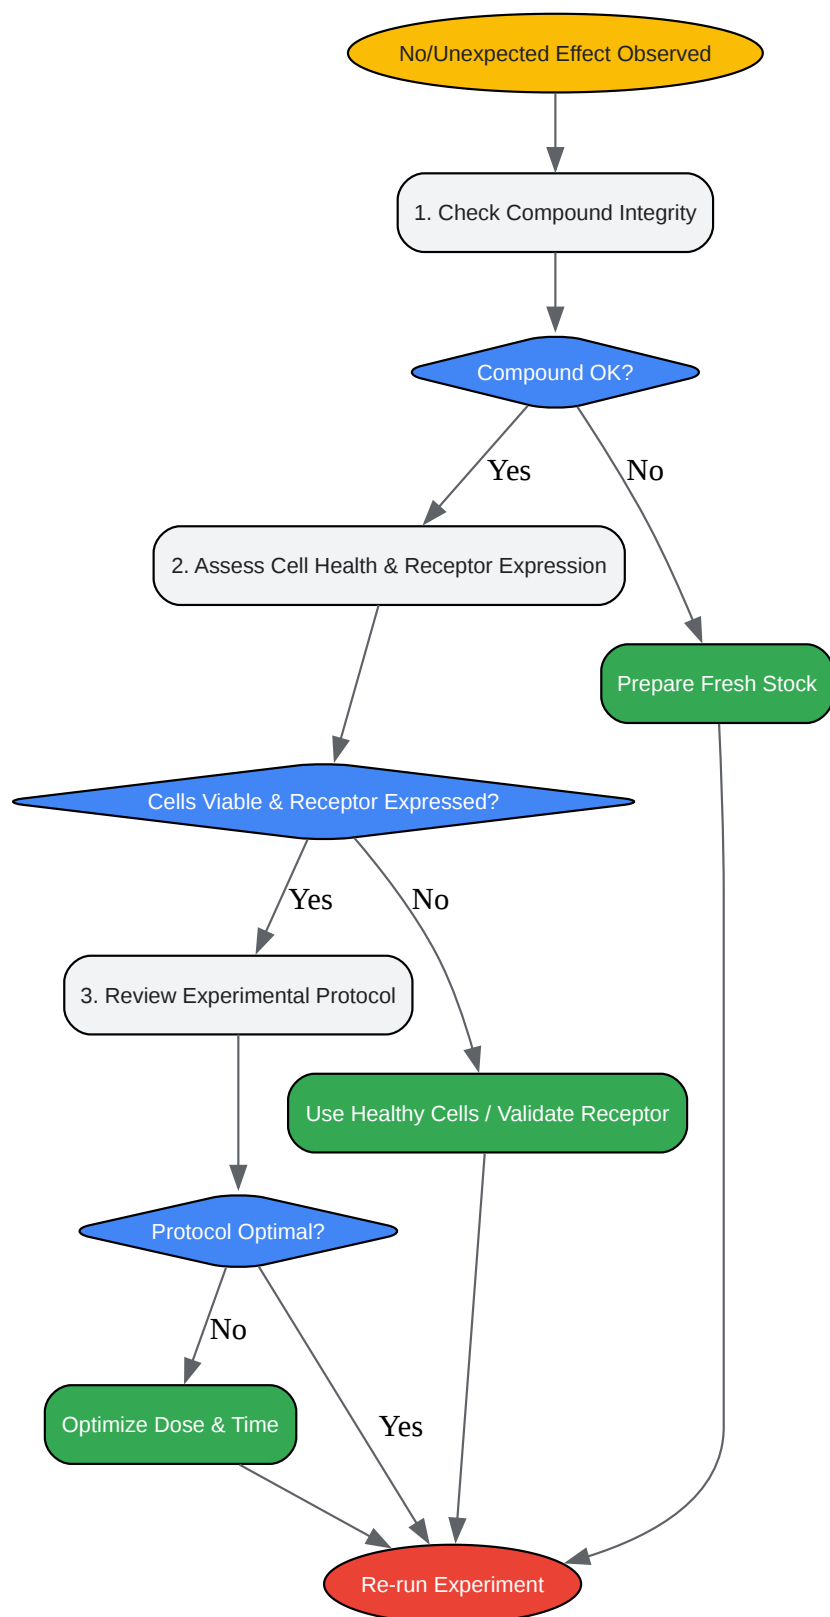 No/Unexpected Effect Observed
1. Check Compound Integrity
Compound OK?
Yes
No
2. Assess Cell Health & Receptor Expression
Prepare Fresh Stock
Cells Viable & Receptor Expressed?
Yes
No
3. Review Experimental Protocol
Use Healthy Cells / Validate Receptor
Protocol Optimal?
No
Optimize Dose & Time
Yes
Re-run Experiment